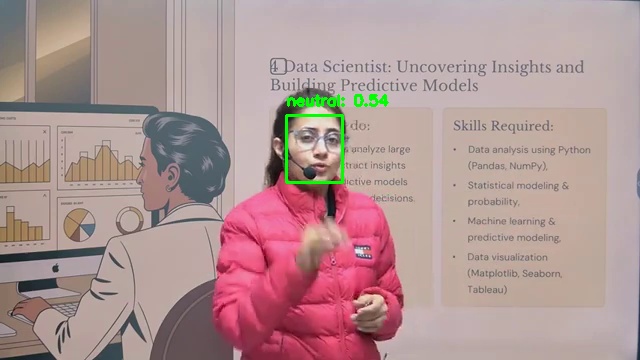 4 Data Scientist: Uncovering Insights and
Building Predictive Models
neutral: 0.54
do:
analyze large
insights
models
decisions.
Skills Required:
• Data analysis using Python
(Pandas, NumPy),
• Statistical modeling &
probability,
• Machine learning &
predictive modeling,
• Data visualization
(Matplotlib, Seaborn,
Tableau)